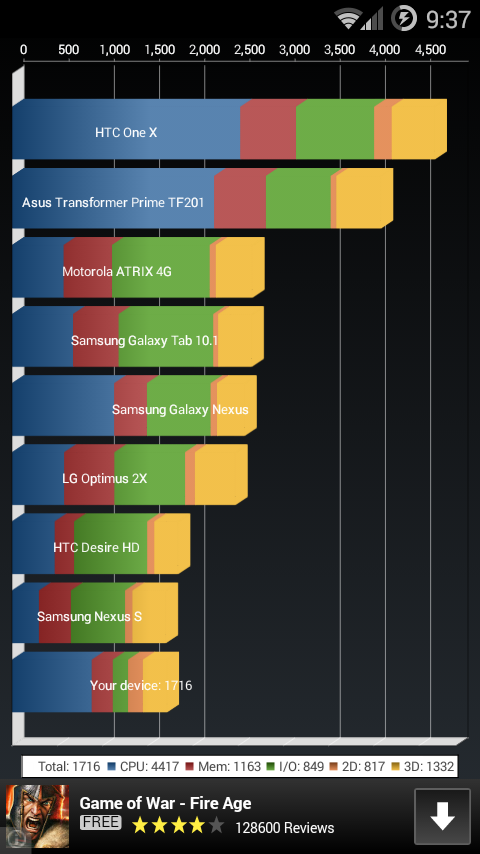 9:37
0 500 1,000 1,500 2,000 2,500 3,000 3,500 4,000 4,500
HTC One X
Asus Transformer Prime TF201
Motorola ATRIX 4G
Samsung Galaxy Tab 10.1
Samsung Galaxy Nexus
LG Optimus 2X
HTC Desire HD
Samsung Nexus S
Your device: 1716
Total: 1716 CPU: 4417 Mem: 1163 I/O: 849 2D: 817 3D: 1332
Game of War - Fire Age
FREE 128600 Reviews